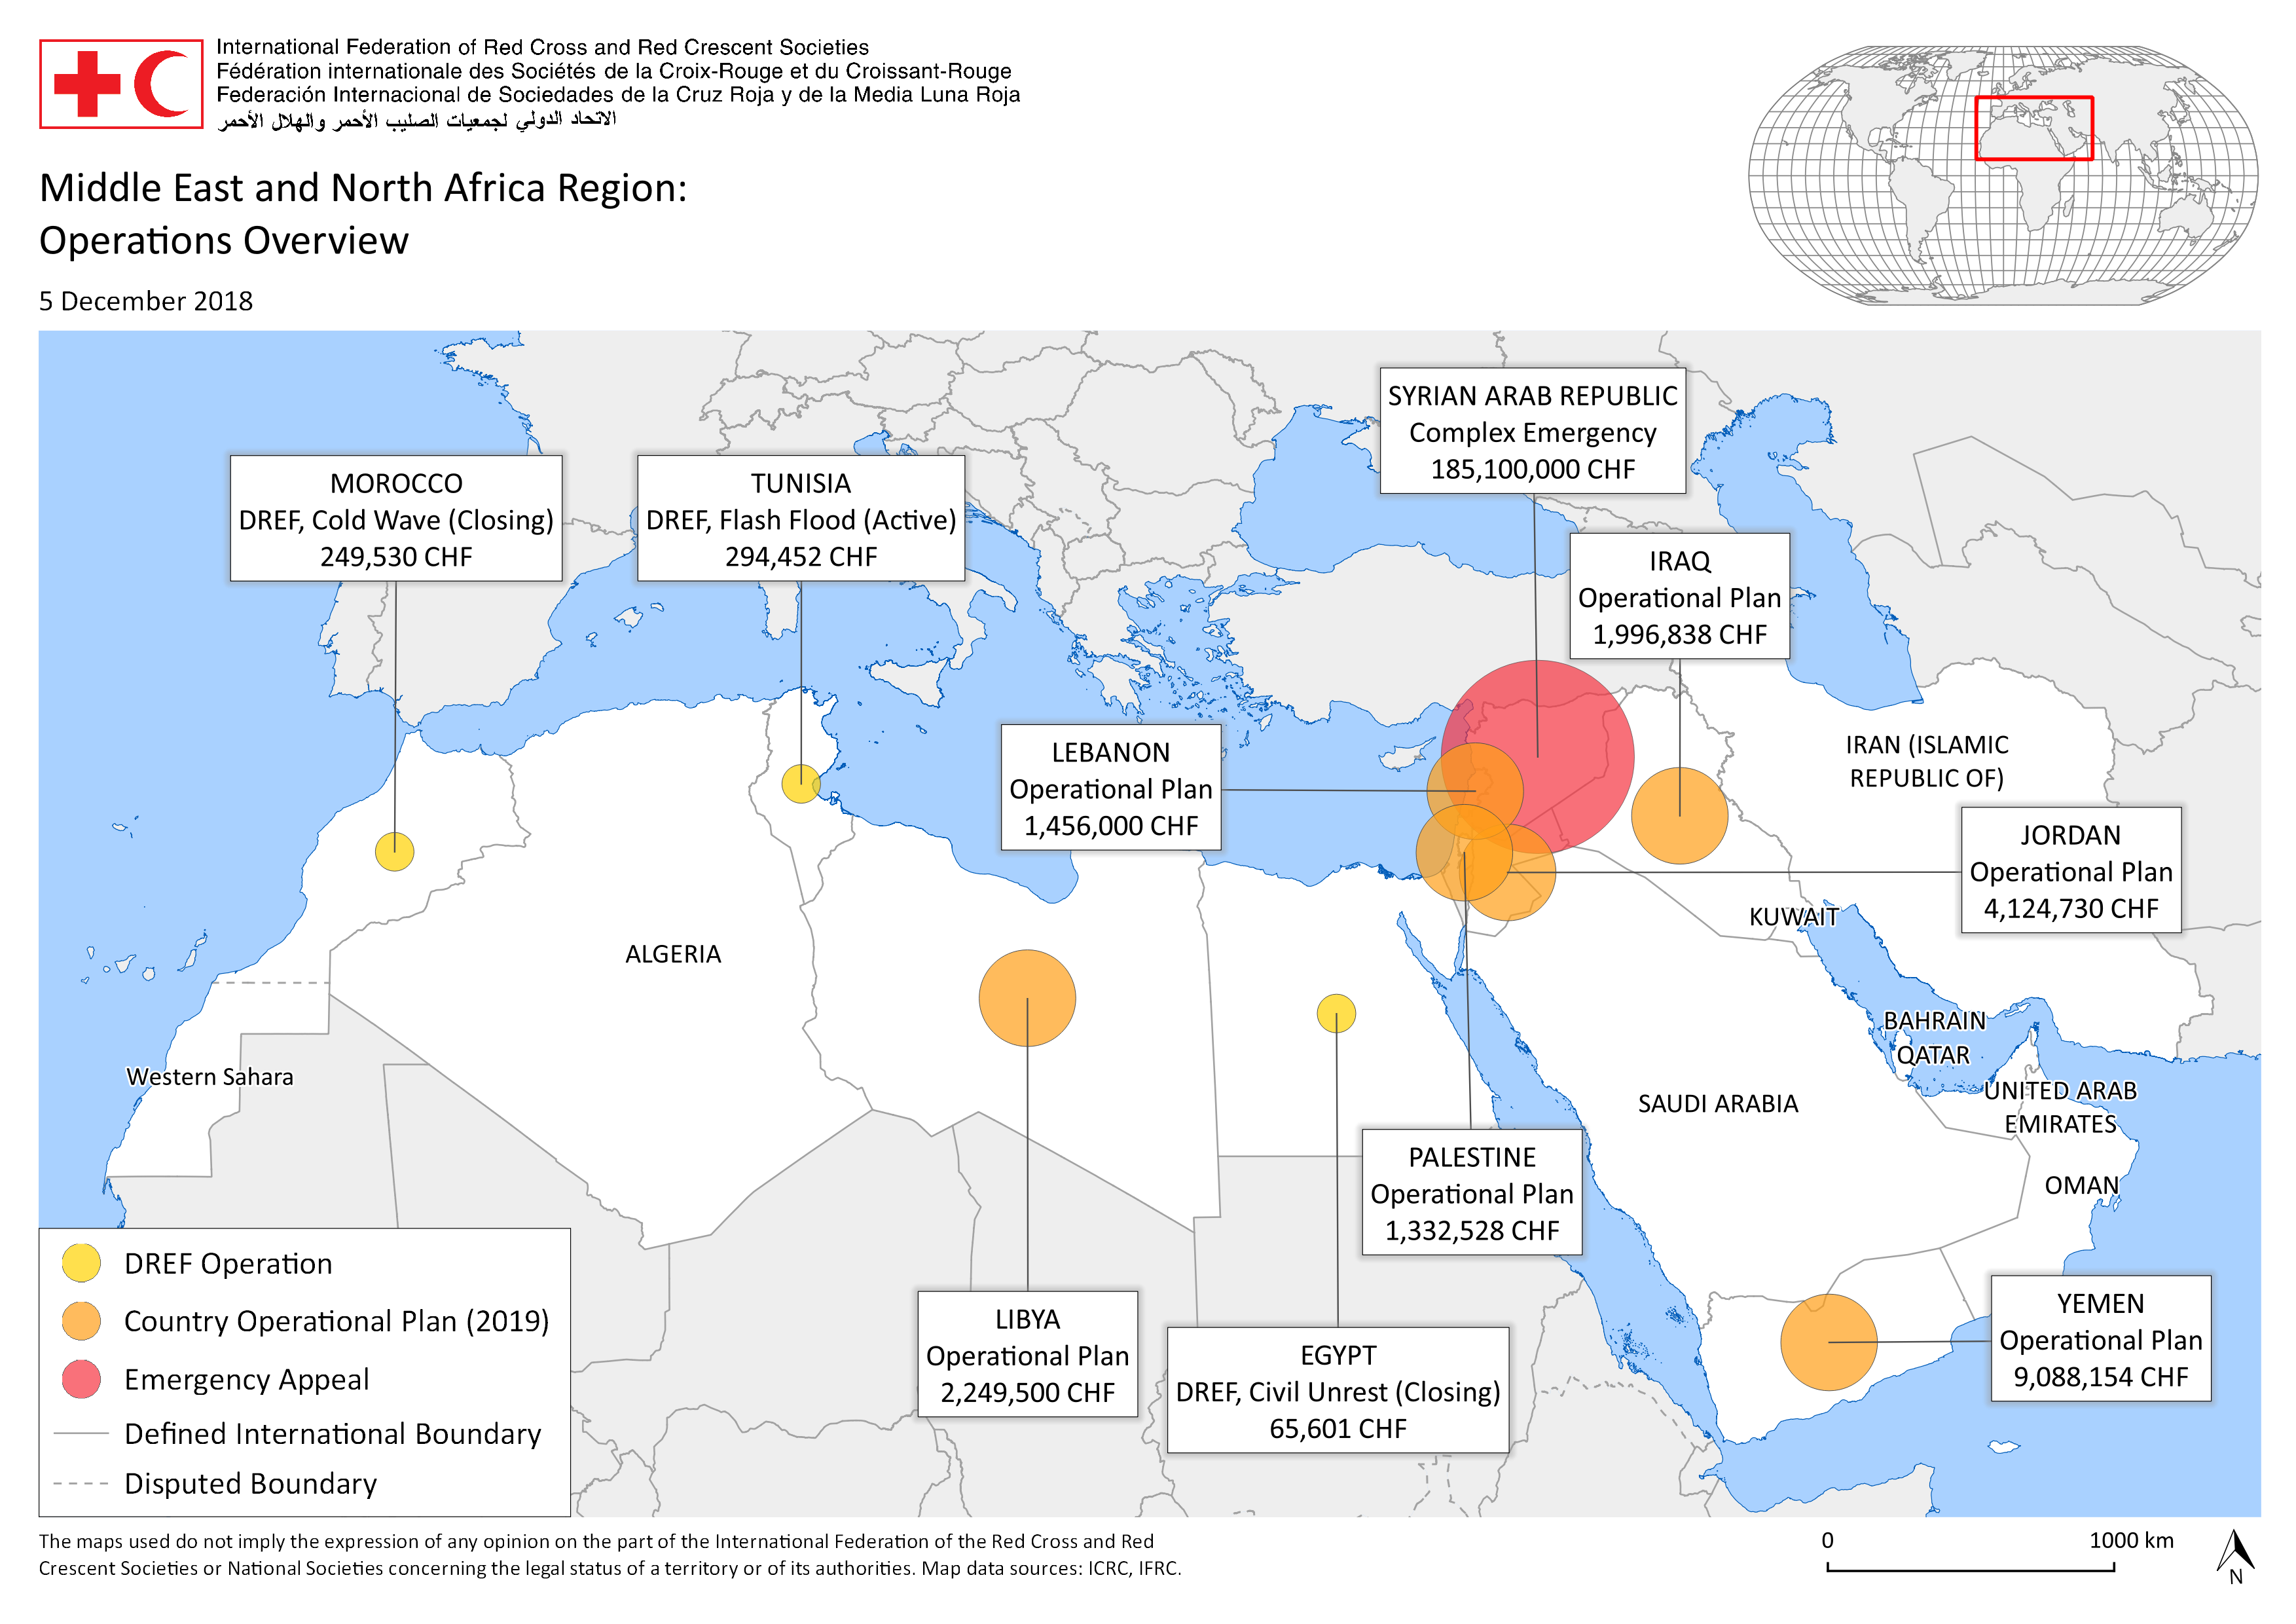 International Federation of Red Cross and Red Crescent Societies
Fédération internationale des Sociétés de la Croix-Rouge et du Croissant-Rouge
Federación Internacional de Sociedades de la Cruz Roja y de la Media Luna Roja
الاتحاد الدولي لجمعيات الصليب الأحمر والهلال الأحمر
Middle East and North Africa Region:
Operations Overview
5 December 2018
SYRIAN ARAB REPUBLIC
Complex Emergency
185,100,000 CHF
MOROCCO
DREF, Cold Wave (Closing)
249,530 CHF
TUNISIA
DREF, Flash Flood (Active)
294,452 CHF
IRAQ
Operational Plan
1,996,838 CHF
LEBANON
Operational Plan
1,456,000 CHF
IRAN (ISLAMIC
REPUBLIC OF)
JORDAN
Operational Plan
4,124,730 CHF
KUWAIT
ALGERIA
BAHRAIN
QATAR
Western Sahara
UNITED ARAB
EMIRATES
SAUDI ARABIA
OMAN
PALESTINE
Operational Plan
1,332,528 CHF
LIBYA
Operational Plan
2,249,500 CHF
EGYPT
DREF, Civil Unrest (Closing)
65,601 CHF
YEMEN
Operational Plan
9,088,154 CHF
DREF Operation
Country Operational Plan (2019)
Emergency Appeal
Defined International Boundary
Disputed Boundary
The maps used do not imply the expression of any opinion on the part of the International Federation of the Red Cross and Red
Crescent Societies or National Societies concerning the legal status of a territory or of its authorities. Map data sources: ICRC, IFRC.
0 1000 km
N